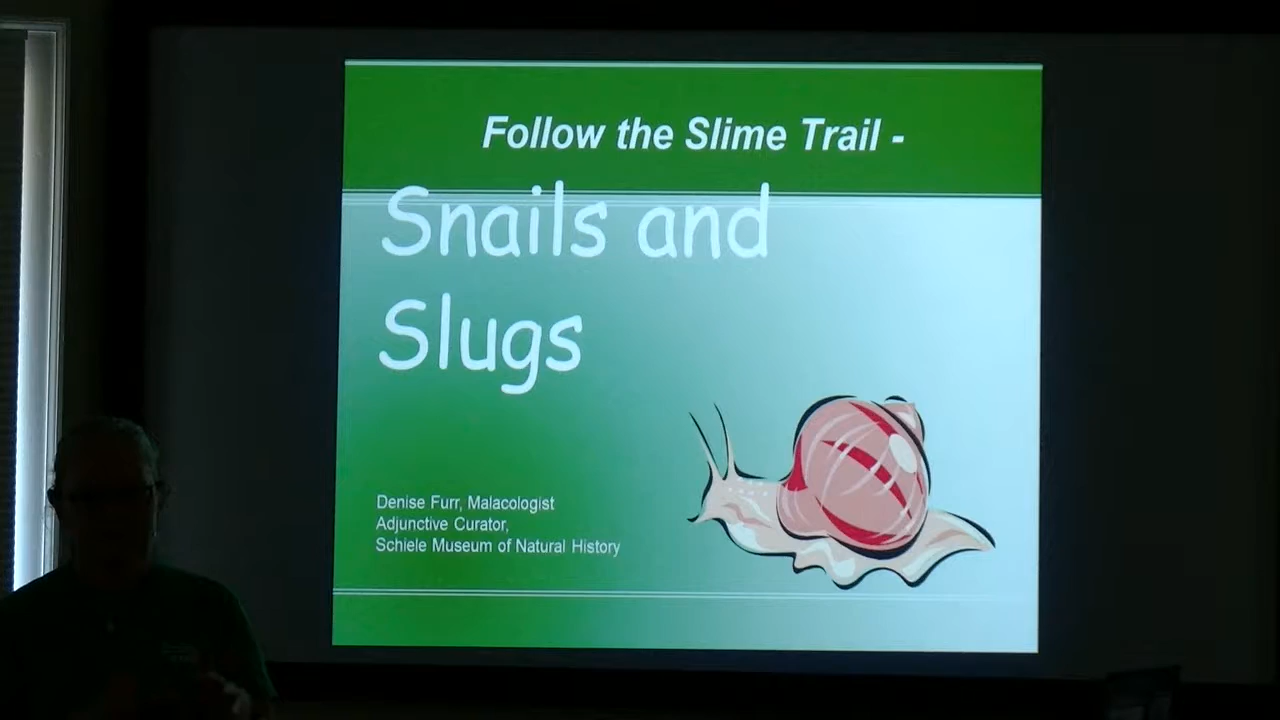 Follow the Slime Trail -
Snails and
Slugs
Denise Furr, Malacologist
Adjunctive Curator,
Schiele Museum of Natural History